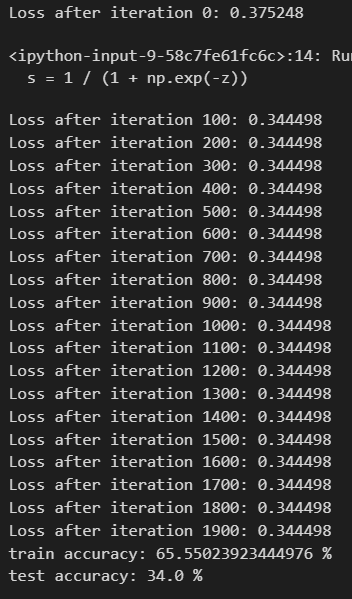 Loss after iteration 0: 0.375248
<ipython-input-9-58c7fe61fc6c>:14: Ru
s = 1 / (1 + np.exp(-z))
Loss after iteration 100: 0.344498
Loss after iteration 200: 0.344498
Loss after iteration 300: 0.344498
Loss after iteration 400: 0.344498
Loss after iteration 500: 0.344498
Loss after iteration 600: 0.344498
Loss after iteration 700: 0.344498
Loss after iteration 800: 0.344498
Loss after iteration 900: 0.344498
Loss after iteration 1000: 0.344498
Loss after iteration 1100: 0.344498
Loss after iteration 1200: 0.344498
Loss after iteration 1300: 0.344498
Loss after iteration 1400: 0.344498
Loss after iteration 1500: 0.344498
Loss after iteration 1600: 0.344498
Loss after iteration 1700: 0.344498
Loss after iteration 1800: 0.344498
Loss after iteration 1900: 0.344498
train accuracy: 65.55023923444976 %
test accuracy: 34.0 %